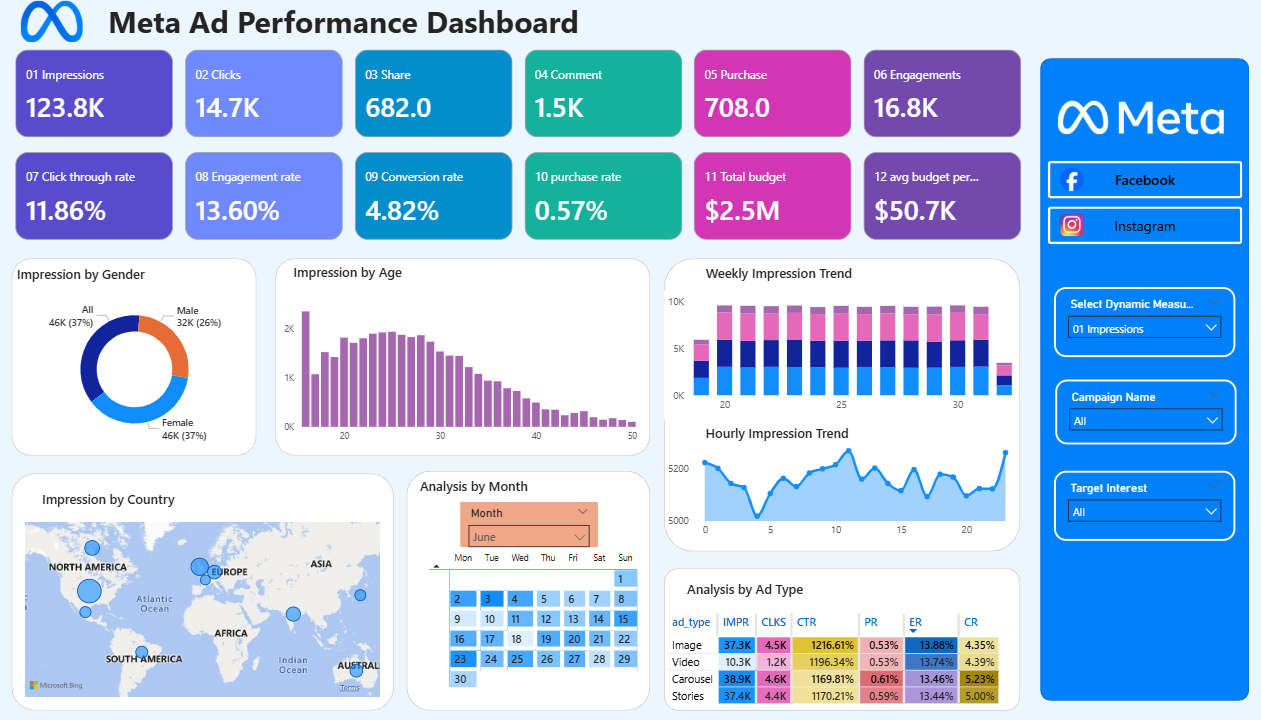 Meta Ad Performance Dashboard
01 Impressions
123.8K
02 Clicks
14.7K
03 Share
682.0
04 Comment
1.5K
05 Purchase
708.0
06 Engagements
16.8K
07 Click through rate
11.86%
08 Engagement rate
13.60%
09 Conversion rate
4.82%
10 purchase rate
0.57%
11 Total budget
$2.5M
12 avg budget per...
$50.7K
Meta
Facebook
Instagram
Select Dynamic Measu...
01 Impressions
Campaign Name
All
Target Interest
All
Impression by Gender
All
46K (37%)
Male
32K (26%)
Female
46K (37%)
Impression by Age
2K
1K
0K
20 30 40 50
Weekly Impression Trend
10K
5K
0K
20 25 30
Hourly Impression Trend
5200
5000
0 5 10 15 20
Impression by Country
NORTH AMERICA
EUROPE
ASIA
Atlantic
Ocean
AFRICA
SOUTH AMERICA
Indian
Ocean
AUSTRAL
Microsoft Bing
Terms
Analysis by Month
Month
June
Mon Tue Wed Thu Fri Sat Sun
1
2 3 4 5 6 7 8
9 10 11 12 13 14 15
16 17 18 19 20 21 22
23 24 25 26 27 28 29
30
Analysis by Ad Type
ad_type IMPR CLKS CTR PR ER CR
Image 37.3K 4.5K 1216.61% 0.53% 13.88% 4.35%
Video 10.3K 1.2K 1196.34% 0.53% 13.74% 4.39%
Carousel 38.9K 4.6K 1169.81% 0.61% 13.46% 5.23%
Stories 37.4K 4.4K 1170.21% 0.59% 13.44% 5.00%